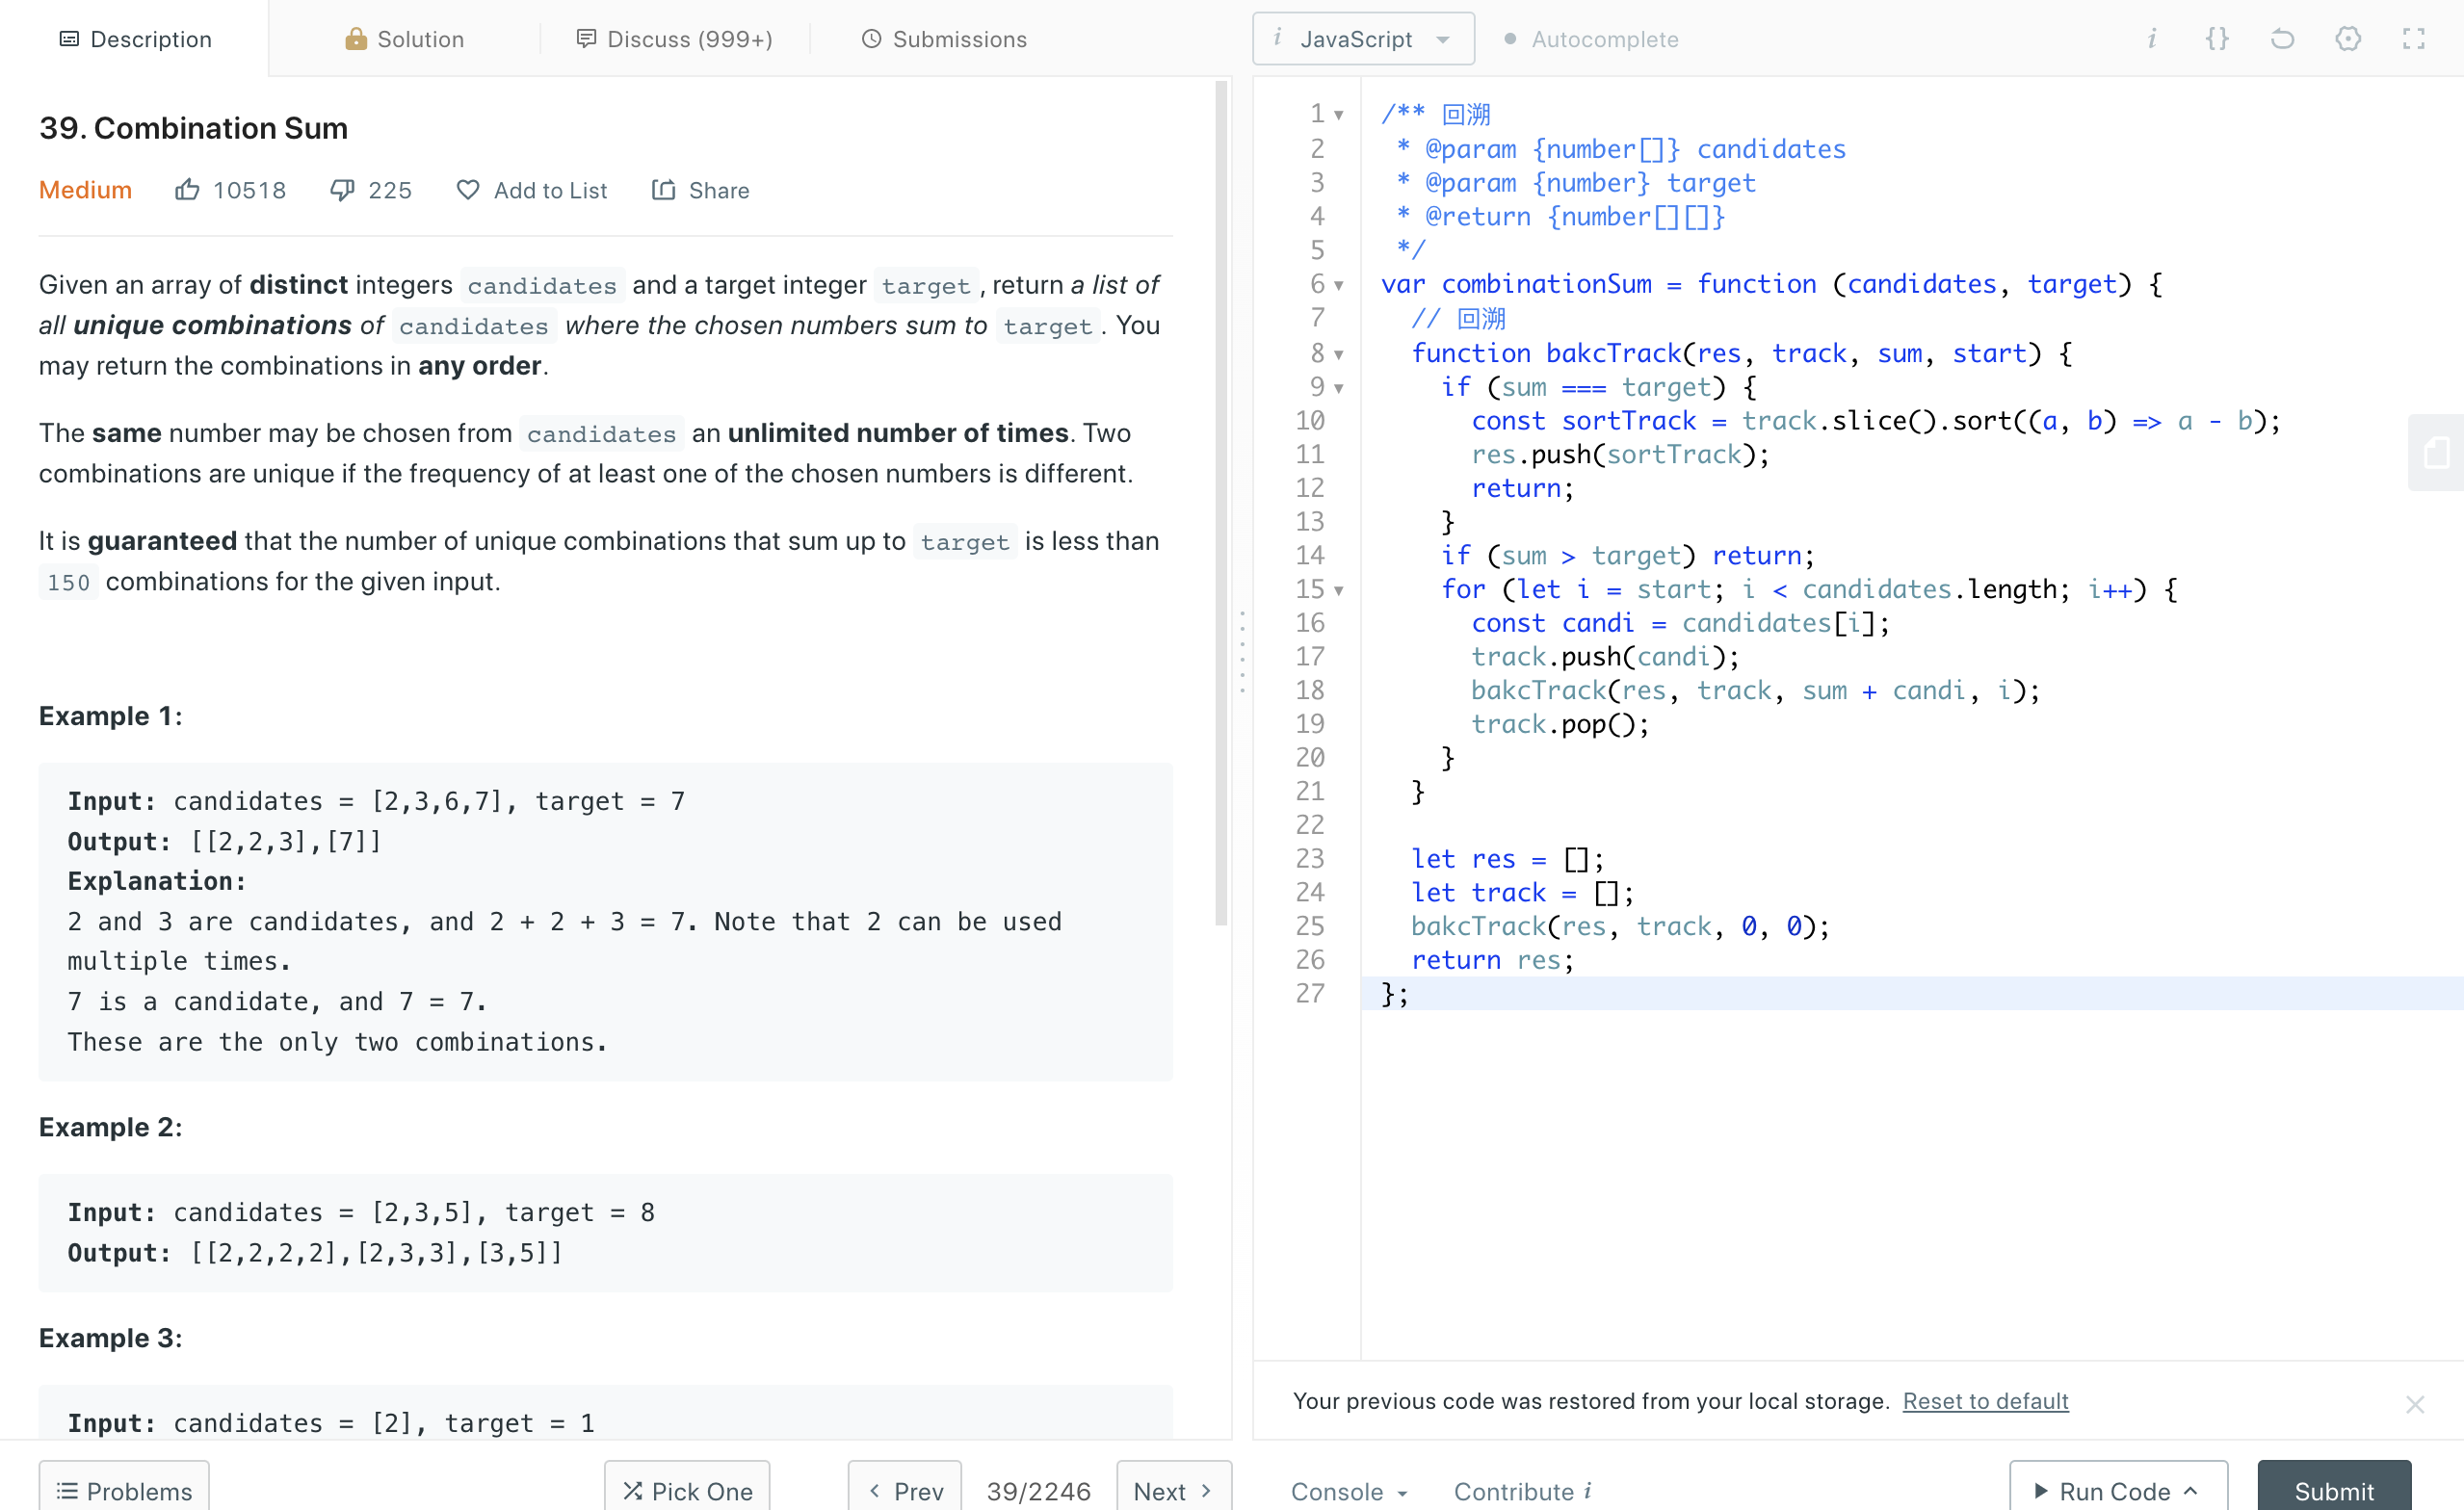 Description
Solution
Discuss (999+)
Submissions
39. Combination Sum
Medium 10518 225 Add to List Share
Given an array of distinct integers candidates and a target integer target, return a list of
all unique combinations of candidates where the chosen numbers sum to target. You
may return the combinations in any order.
The same number may be chosen from candidates an unlimited number of times. Two
combinations are unique if the frequency of at least one of the chosen numbers is different.
It is guaranteed that the number of unique combinations that sum up to target is less than
150 combinations for the given input.
Example 1:
Input: candidates = [2,3,6,7], target = 7
Output: [[2,2,3],[7]]
Explanation:
2 and 3 are candidates, and 2 + 2 + 3 = 7. Note that 2 can be used
multiple times.
7 is a candidate, and 7 = 7.
These are the only two combinations.
Example 2:
Input: candidates = [2,3,5], target = 8
Output: [[2,2,2,2],[2,3,3],[3,5]]
Example 3:
Input: candidates = [2], target = 1
Problems
Pick One
Prev
39/2246
Next
i JavaScript
Autocomplete
i {}
1 /** 回溯
2  * @param {number[]} candidates
3  * @param {number} target
4  * @return {number[][]}
5  */
6 var combinationSum = function (candidates, target) {
7   // 回溯
8   function bakcTrack(res, track, sum, start) {
9     if (sum === target) {
10       const sortTrack = track.slice().sort((a, b) => a - b);
11       res.push(sortTrack);
12       return;
13     }
14     if (sum > target) return;
15     for (let i = start; i < candidates.length; i++) {
16       const candi = candidates[i];
17       track.push(candi);
18       bakcTrack(res, track, sum + candi, i);
19       track.pop();
20     }
21   }
22
23   let res = [];
24   let track = [];
25   bakcTrack(res, track, 0, 0);
26   return res;
27 };
Your previous code was restored from your local storage. Reset to default
Console
Contribute i
Run Code
Submit